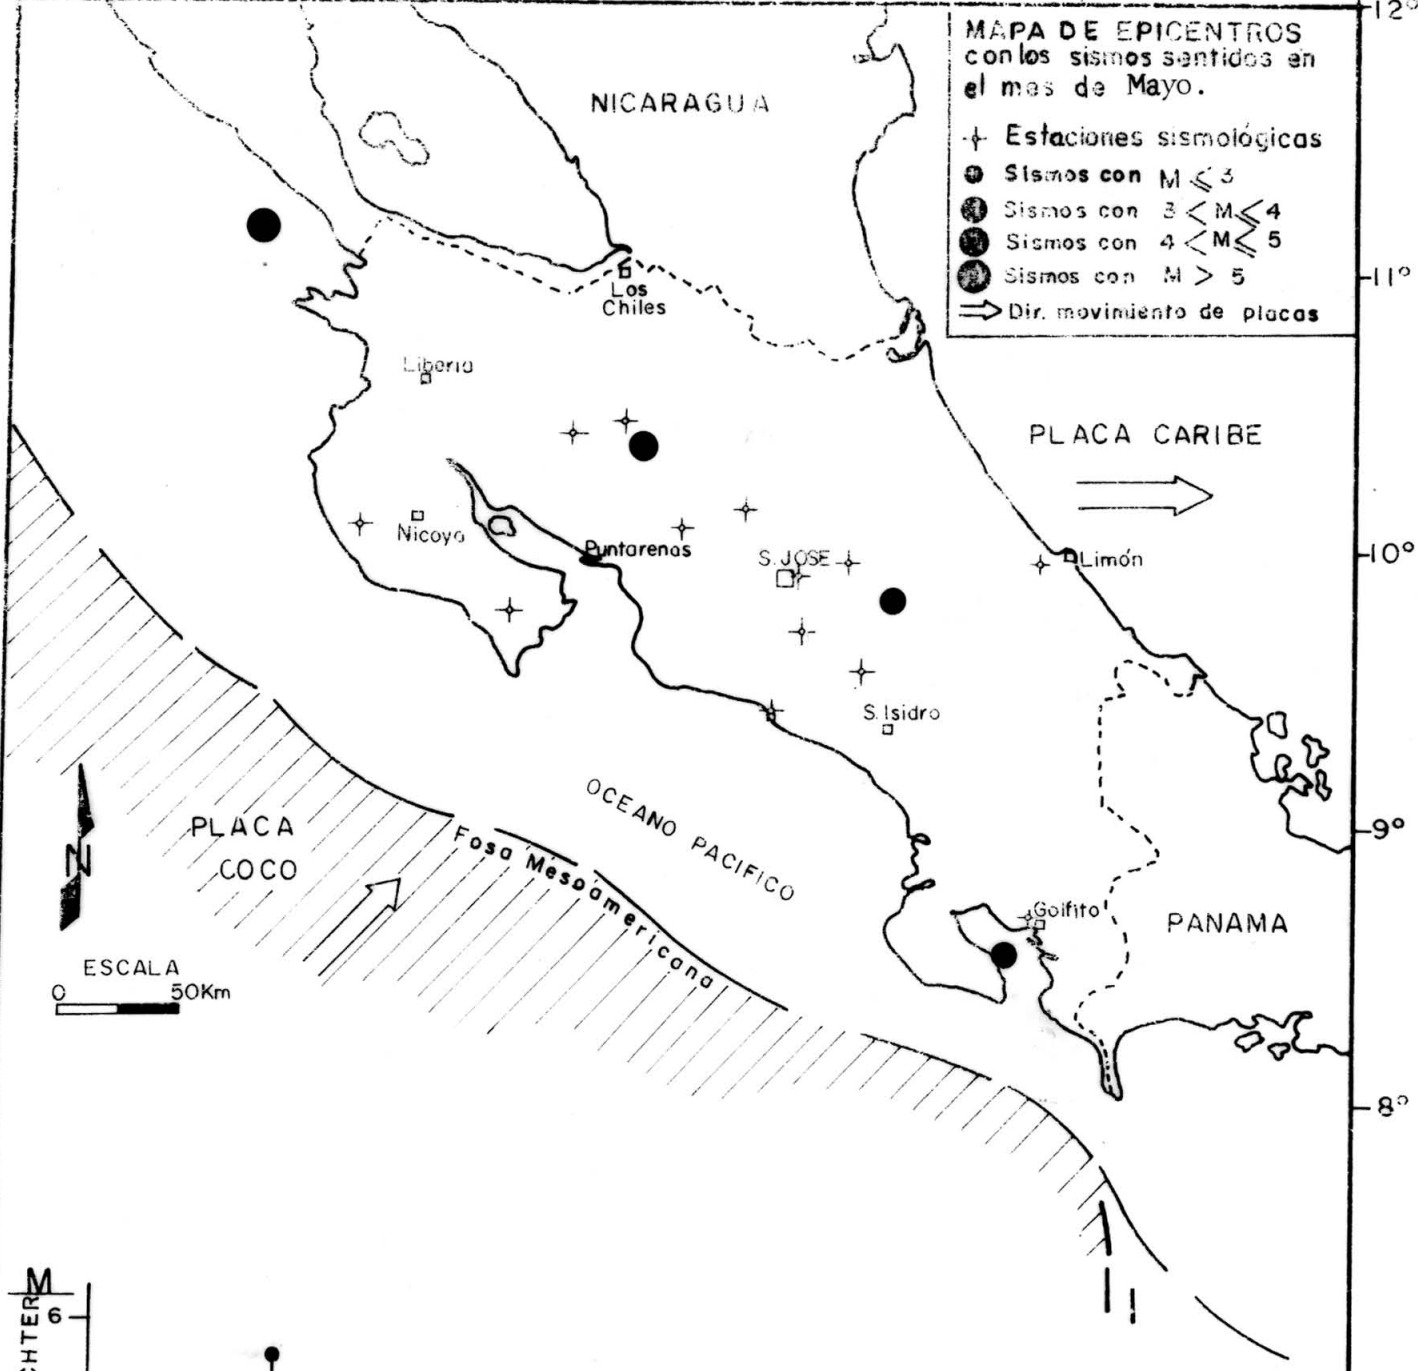 12°
MAPA DE EPICENTROS
con los sismos sentidos en
el mes de Mayo.
Estaciones sismológicas
Sismos con M ⩽ 3
Sismos con 3 < M ⩽ 4
Sismos con 4 < M ⩽ 5
Sismos con M > 5
Dir. movimiento de placas
NICARAGUA
11°
Los
Chiles
Liberia
PLACA CARIBE
Nicoya
Puntarenas
S. JOSE
Limón
10°
S. Isidro
OCEANO PACIFICO
9°
PLACA
COCO
Fosa Mesoamericana
N
Golfito
PANAMA
ESCALA
0 50Km
8°
M
6
CHTER